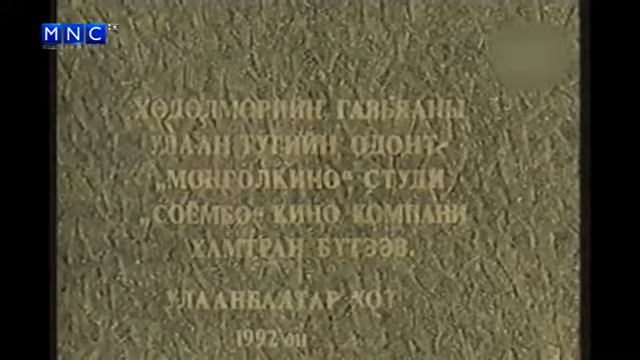 MNC
ХӨДӨЛМӨРИЙН ГАВЬЯАНЫ
УЛААН ТУГИЙН ОДОНТ
„МОНГОЛКИНО“ СТУДИ
„СОЁМБО“ КИНО КОМПАНИ
ХАМТРАН БҮТЭЭВ.
УЛААНБААТАР ХОТ
1992 он